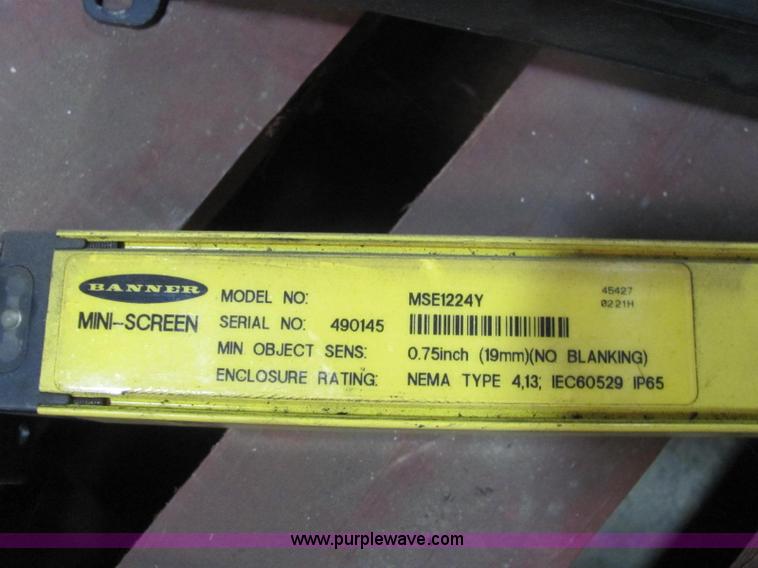 BANNER
MINI-SCREEN
MODEL NO: MSE1224Y
SERIAL NO: 490145
MIN OBJECT SENS: 0.75inch (19mm)(NO BLANKING)
ENCLOSURE RATING: NEMA TYPE 4,13; IEC60529 IP65
45427
0221H
www.purplewave.com